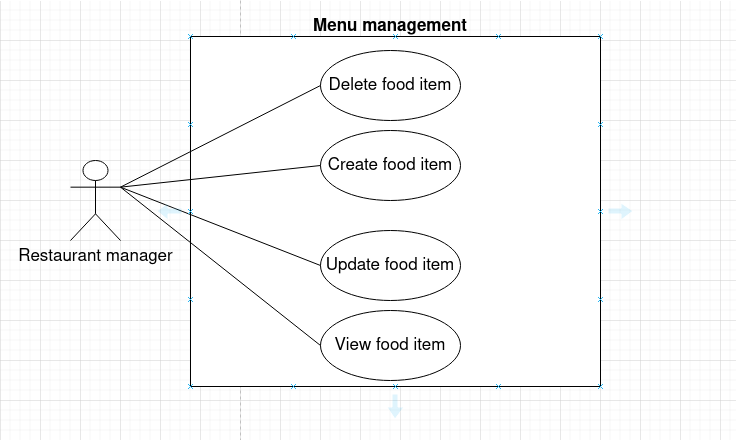 Menu management
Delete food item
Create food item
Restaurant manager
Update food item
View food item